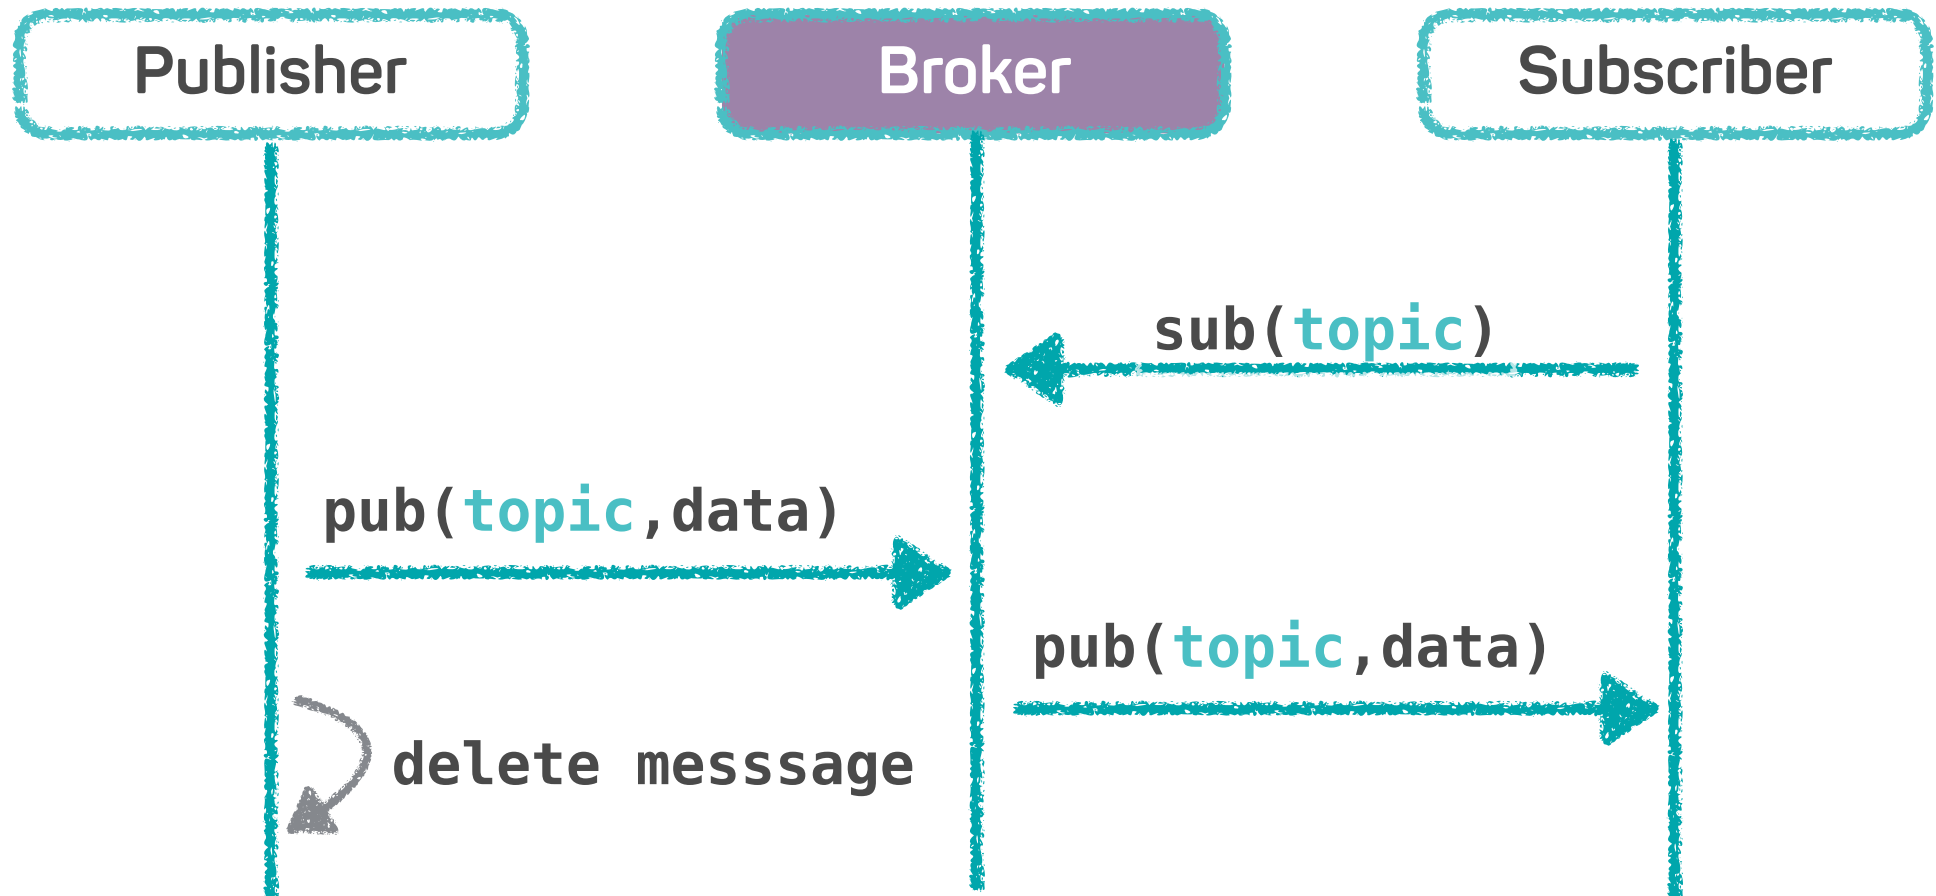 Publisher
Broker
Subscriber
sub(topic)
pub(topic,data)
pub(topic,data)
delete messsage